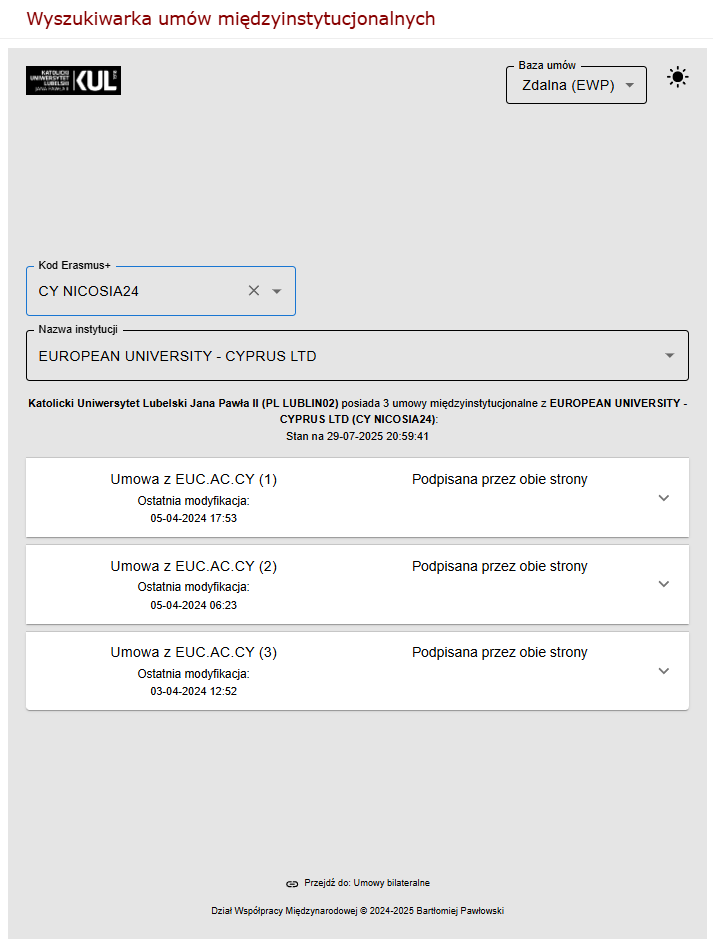 Wyszukiwarka umów międzyinstytucjonalnych
KATOLICKI
UNIWERSYTET
LUBELSKI
JANA PAWŁA II
KUL
Baza umów
Zdalna (EWP)
Kod Erasmus+
CY NICOSIA24
Nazwa instytucji
EUROPEAN UNIVERSITY - CYPRUS LTD
Katolicki Uniwersytet Lubelski Jana Pawła II (PL LUBLIN02) posiada 3 umowy międzyinstytucjonalne z EUROPEAN UNIVERSITY -
CYPRUS LTD (CY NICOSIA24):
Stan na 29-07-2025 20:59:41
Umowa z EUC.AC.CY (1)
Podpisana przez obie strony
Ostatnia modyfikacja:
05-04-2024 17:53
Umowa z EUC.AC.CY (2)
Podpisana przez obie strony
Ostatnia modyfikacja:
05-04-2024 06:23
Umowa z EUC.AC.CY (3)
Podpisana przez obie strony
Ostatnia modyfikacja:
03-04-2024 12:52
Przejdź do: Umowy bilateralne
Dział Współpracy Międzynarodowej © 2024-2025 Bartłomiej Pawłowski